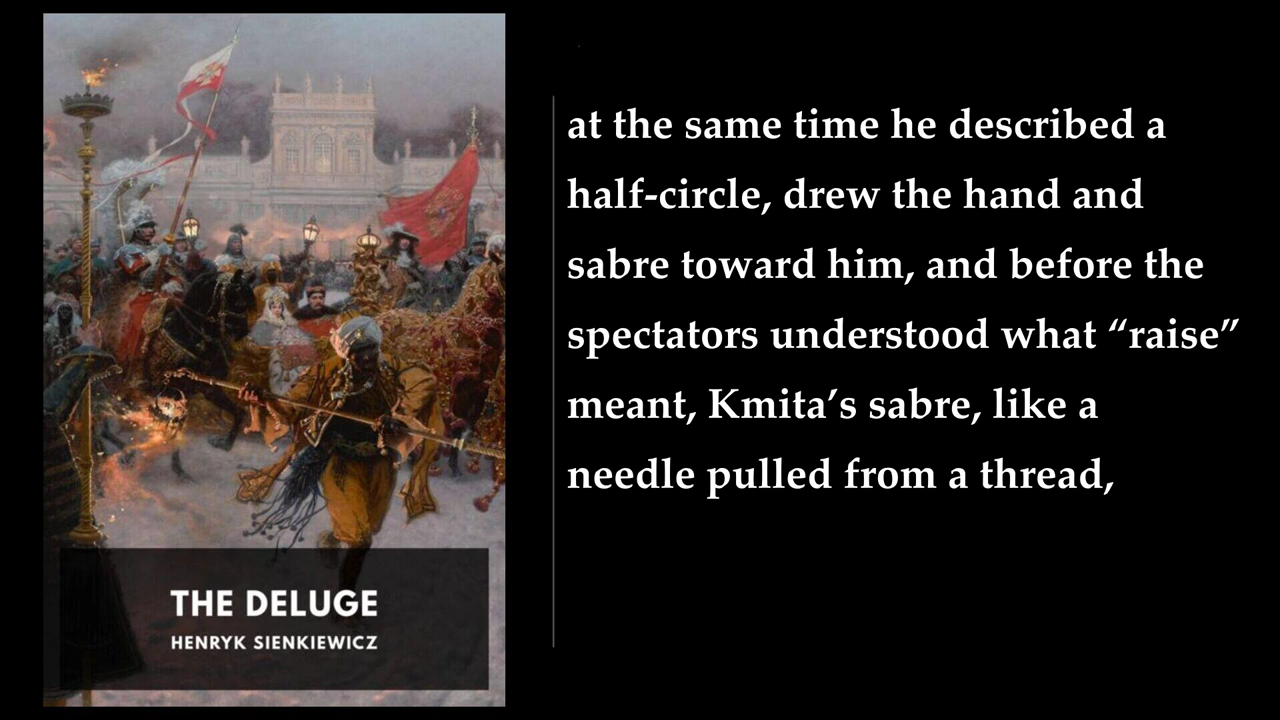 at the same time he described a
half-circle, drew the hand and
sabre toward him, and before the
spectators understood what “raise”
meant, Kmita’s sabre, like a
needle pulled from a thread,
THE DELUGE
HENRYK SIENKIEWICZ